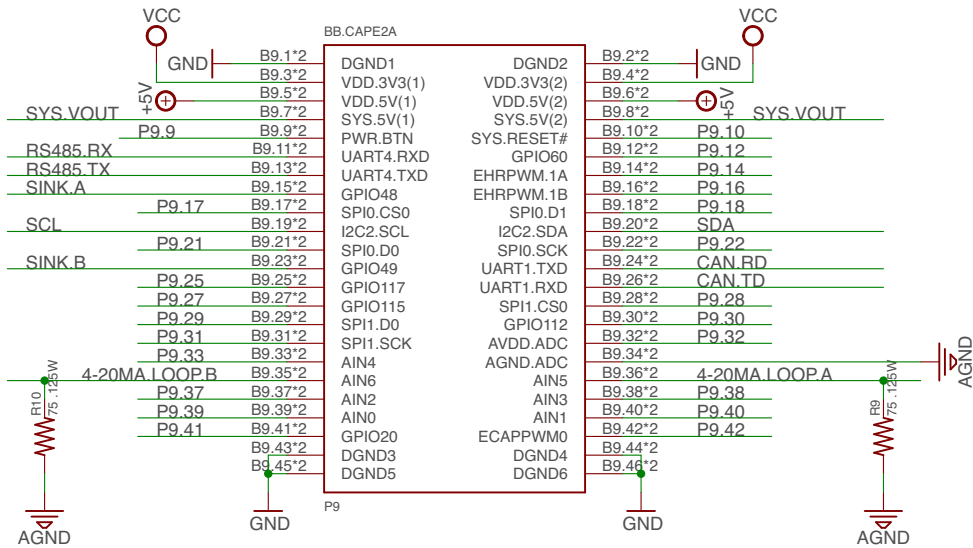 VCC VCC
BB.CAPE2A
GND B9.1*2 DGND1 DGND2 B9.2*2 GND
B9.3*2 VDD.3V3(1) VDD.3V3(2) B9.4*2
+5V B9.5*2 VDD.5V(1) VDD.5V(2) B9.6*2 +5V
SYS.VOUT B9.7*2 SYS.5V(1) SYS.5V(2) B9.8*2 SYS.VOUT
P9.9 B9.9*2 PWR.BTN SYS.RESET# B9.10*2 P9.10
RS485.RX B9.11*2 UART4.RXD GPIO60 B9.12*2 P9.12
RS485.TX B9.13*2 UART4.TXD EHRPWM.1A B9.14*2 P9.14
SINK.A B9.15*2 GPIO48 EHRPWM.1B B9.16*2 P9.16
P9.17 B9.17*2 SPI0.CS0 SPI0.D1 B9.18*2 P9.18
SCL B9.19*2 I2C2.SCL I2C2.SDA B9.20*2 SDA
P9.21 B9.21*2 SPI0.D0 SPI0.SCK B9.22*2 P9.22
SINK.B B9.23*2 GPIO49 UART1.TXD B9.24*2 CAN.RD
P9.25 B9.25*2 GPIO117 UART1.RXD B9.26*2 CAN.TD
P9.27 B9.27*2 GPIO115 SPI1.CS0 B9.28*2 P9.28
P9.29 B9.29*2 SPI1.D0 GPIO112 B9.30*2 P9.30
P9.31 B9.31*2 SPI1.SCK AVDD.ADC B9.32*2 P9.32
P9.33 B9.33*2 AIN4 AGND.ADC B9.34*2 AGND
4-20MA.LOOP.B B9.35*2 AIN6 AIN5 B9.36*2 4-20MA.LOOP.A
P9.37 B9.37*2 AIN2 AIN3 B9.38*2 P9.38
R10 75 .125W P9.39 B9.39*2 AIN0 AIN1 B9.40*2 P9.40 R9 75 .125W
P9.41 B9.41*2 GPIO20 ECAPPWM0 B9.42*2 P9.42
B9.43*2 DGND3 DGND4 B9.44*2
B9.45*2 DGND5 DGND6 B9.46*2
P9
GND GND
AGND AGND